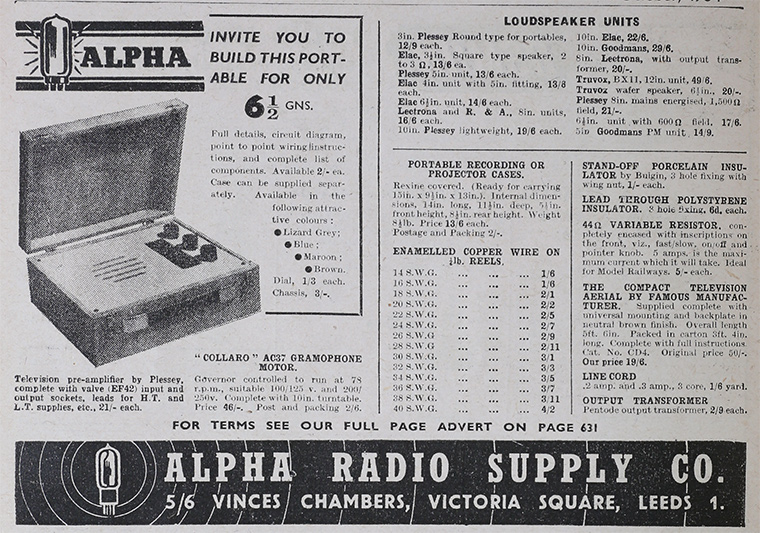 ALPHA
INVITE YOU TO
BUILD THIS PORT-
ABLE FOR ONLY
6½ GNS.
Full details, circuit diagram,
point to point wiring instruc-
tions, and complete list of
components. Available 2/- ea.
Case can be supplied separ-
ately. Available in the
following attrac-
tive colours :
● Lizard Grey;
● Blue;
● Maroon;
● Brown.
Dial, 1/3 each.
Chassis, 3/-.
Television pre-amplifier by Plessey,
complete with valve (EF42) input and
output sockets, leads for H.T. and
L.T. supplies, etc., 21/- each.
"COLLARO" AC37 GRAMOPHONE
MOTOR.
Governor controlled to run at 78
r.p.m., suitable 100/125 v. and 200/
250v. Complete with 10in. turntable.
Price 46/-. Post and packing 2/6.
LOUDSPEAKER UNITS
3in. Plessey Round type for portables,
12/9 each.
Elac, 3½in. Square type speaker, 2
to 3 Ω, 13/6 ea.
Plessey 5in. unit, 13/6 each.
Elac 4in. unit with 5in. fitting, 13/6
each.
Elac 6½in. unit, 14/6 each.
Lectrona and R. & A., 8in. units,
16/6 each.
10in. Plessey lightweight, 19/6 each.
10in. Elac, 22/6.
10in. Goodmans, 29/6.
8in. Lectrona, with output trans-
former, 20/-.
Truvox, BX11, 12in. unit, 49/6.
Truvox wafer speaker, 6½in., 20/-.
Plessey 8in. mains energised, 1,500Ω
field, 21/-.
6½in. unit with 600Ω field, 17/6.
5in Goodmans PM unit, 14/9.
PORTABLE RECORDING OR
PROJECTOR CASES.
Rexine covered. (Ready for carrying
15in. x 9½in. x 13in.). Internal dimen-
sions, 14in. long, 11½in. deep,
front height, 8½in. rear height. Weight
8½lb. Price 13/6 each.
Postage and Packing 2/-.
ENAMELLED COPPER WIRE ON
¼lb. REELS.
14 S.W.G. ... ... ... 1/6
16 S.W.G. ... ... ... 1/6
18 S.W.G. ... ... ... 2/1
20 S.W.G. ... ... ... 2/2
22 S.W.G. ... ... ... 2/5
24 S.W.G. ... ... ... 2/7
26 S.W.G. ... ... ... 2/9
28 S.W.G. ... ... ... 2/11
30 S.W.G. ... ... ... 3/1
32 S.W.G. ... ... ... 3/3
34 S.W.G. ... ... ... 3/5
36 S.W.G. ... ... ... 3/7
38 S.W.G. ... ... ... 3/11
40 S.W.G. ... ... ... 4/2
STAND-OFF PORCELAIN INSU-
LATOR by Bulgin, 3 hole fixing with
wing nut, 1/- each.
LEAD THROUGH POLYSTYRENE
INSULATOR. 3 hole fixing, 6d. each.
44Ω VARIABLE RESISTOR, com-
pletely encased with inscriptions on
the front, viz., fast/slow, on/off and
pointer knob. 5 amps. is the maxi-
mum current which it will take. Ideal
for Model Railways. 5/- each.
THE COMPACT TELEVISION
AERIAL BY FAMOUS MANUFAC-
TURER. Supplied complete with
universal mounting and backplate in
neutral brown finish. Overall length
5ft. 6in. Packed in carton 3ft. 4in.
long. Complete with full instructions
Cat. No. CD4. Original price 50/-.
Our price 19/6.
LINE CORD
.2 amp. and .3 amp., 3 core, 1/6 yard.
OUTPUT TRANSFORMER
Pentode output transformer, 2/9 each.
FOR TERMS SEE OUR FULL PAGE ADVERT ON PAGE 631
ALPHA RADIO SUPPLY CO.
5/6 VINCES CHAMBERS, VICTORIA SQUARE, LEEDS 1.